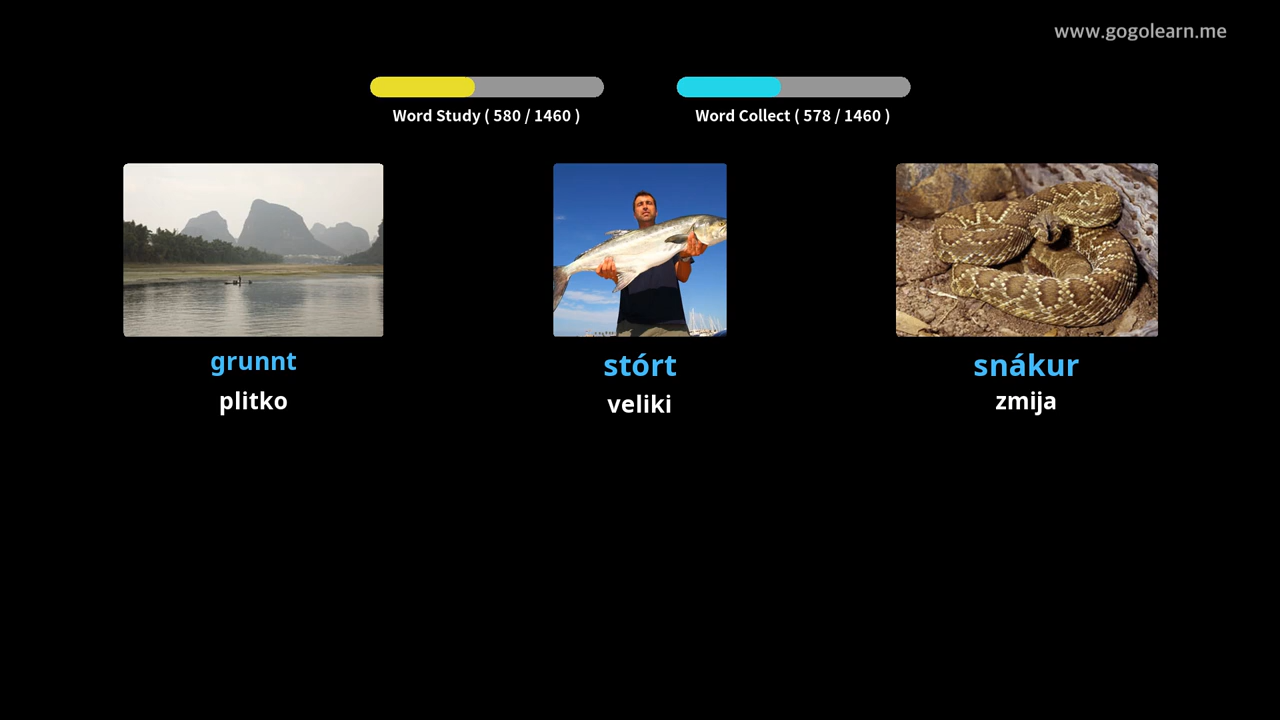 www.gogolearn.me
Word Study ( 580 / 1460 )
Word Collect ( 578 / 1460 )
grunnt
plitko
stórt
veliki
snákur
zmija